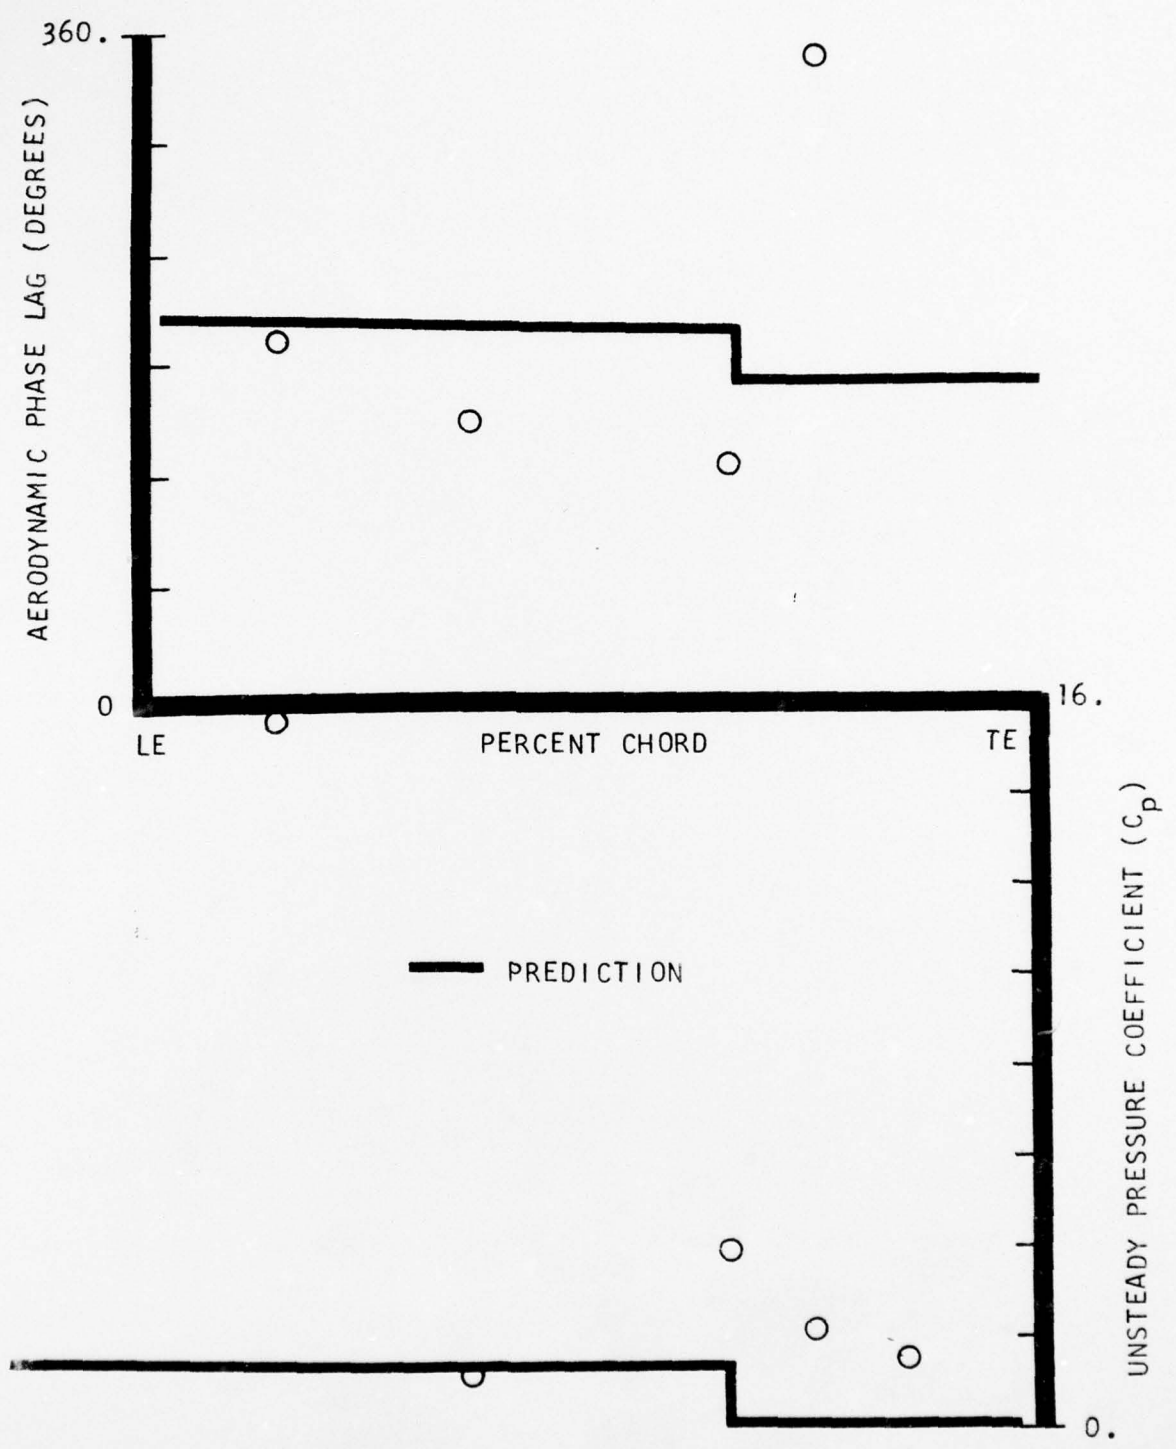 360.
AERODYNAMIC PHASE LAG (DEGREES)
0
16.
LE
PERCENT CHORD
TE
PREDICTION
UNSTEADY PRESSURE COEFFICIENT (Cp)
0.